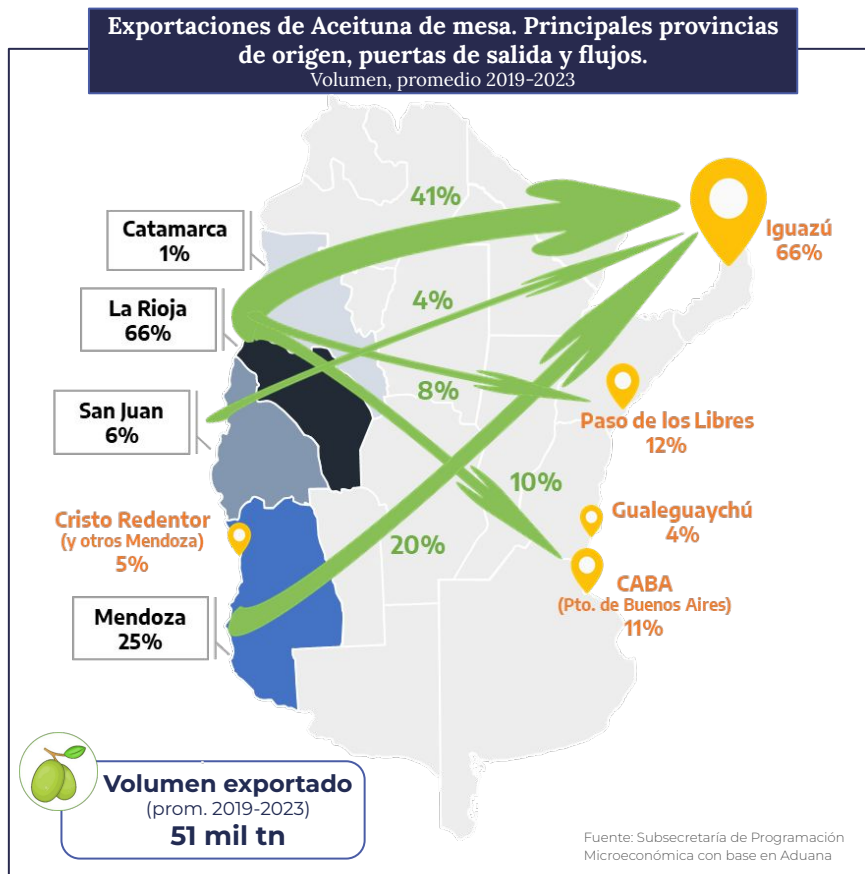 Exportaciones de Aceituna de mesa. Principales provincias
de origen, puertas de salida y flujos.
Volumen, promedio 2019-2023
41%
Catamarca
1%
Iguazú
66%
La Rioja
66%
4%
8%
San Juan
6%
Paso de los Libres
12%
10%
Cristo Redentor
(y otros Mendoza)
5%
Gualeguaychú
4%
20%
CABA
(Pto. de Buenos Aires)
11%
Mendoza
25%
Volumen exportado
(prom. 2019-2023)
51 mil tn
Fuente: Subsecretaría de Programación
Microeconómica con base en Aduana